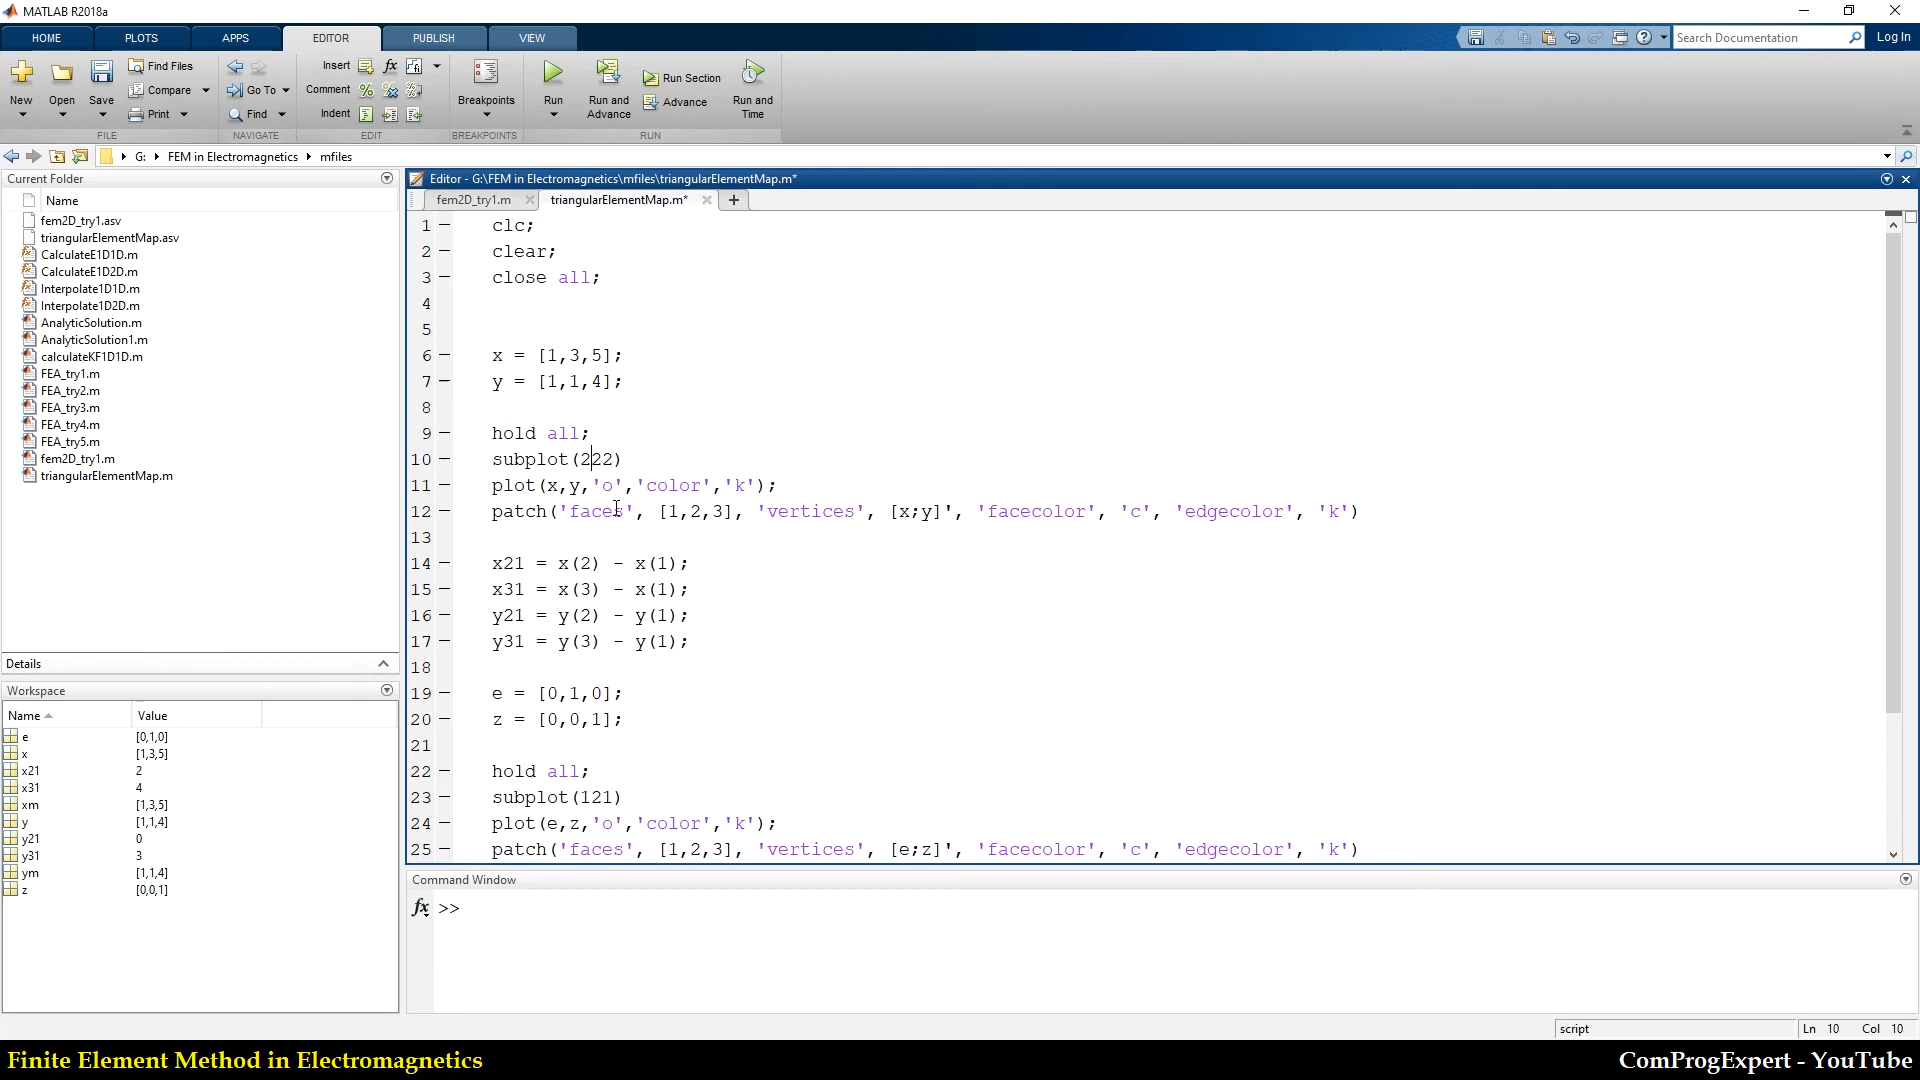 MATLAB R2018a
HOME PLOTS APPS EDITOR PUBLISH VIEW Search Documentation Log In
Find Files Insert fx Run Section
New Open Save Compare Go To Comment Breakpoints Run Run and Advance Advance Run and Time
Print Find Indent
FILE NAVIGATE EDIT BREAKPOINTS RUN
G: FEM in Electromagnetics mfiles
Current Folder
Name
fem2D_try1.asv
triangularElementMap.asv
CalculateE1D1D.m
CalculateE1D2D.m
Interpolate1D1D.m
Interpolate1D2D.m
AnalyticSolution.m
AnalyticSolution1.m
calculateKF1D1D.m
FEA_try1.m
FEA_try2.m
FEA_try3.m
FEA_try4.m
FEA_try5.m
fem2D_try1.m
triangularElementMap.m
Details
Workspace
Name Value
e [0,1,0]
x [1,3,5]
x21 2
x31 4
xm [1,3,5]
y [1,1,4]
y21 0
y31 3
ym [1,1,4]
z [0,0,1]
Editor - G:\FEM in Electromagnetics\mfiles\triangularElementMap.m*
fem2D_try1.m triangularElementMap.m* +
1 – clc;
2 – clear;
3 – close all;
4
5
6 – x = [1,3,5];
7 – y = [1,1,4];
8
9 – hold all;
10 – subplot(222)
11 – plot(x,y,'o','color','k');
12 – patch('faces', [1,2,3], 'vertices', [x;y]', 'facecolor', 'c', 'edgecolor', 'k')
13
14 – x21 = x(2) - x(1);
15 – x31 = x(3) - x(1);
16 – y21 = y(2) - y(1);
17 – y31 = y(3) - y(1);
18
19 – e = [0,1,0];
20 – z = [0,0,1];
21
22 – hold all;
23 – subplot(121)
24 – plot(e,z,'o','color','k');
25 – patch('faces', [1,2,3], 'vertices', [e;z]', 'facecolor', 'c', 'edgecolor', 'k')
Command Window
fx >>
script Ln 10 Col 10
Finite Element Method in Electromagnetics ComProgExpert - YouTube